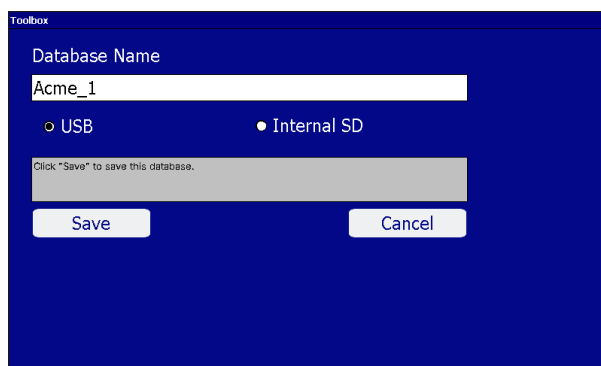 Toolbox
Database Name
Acme_1
USB
Internal SD
Click "Save" to save this database.
Save
Cancel